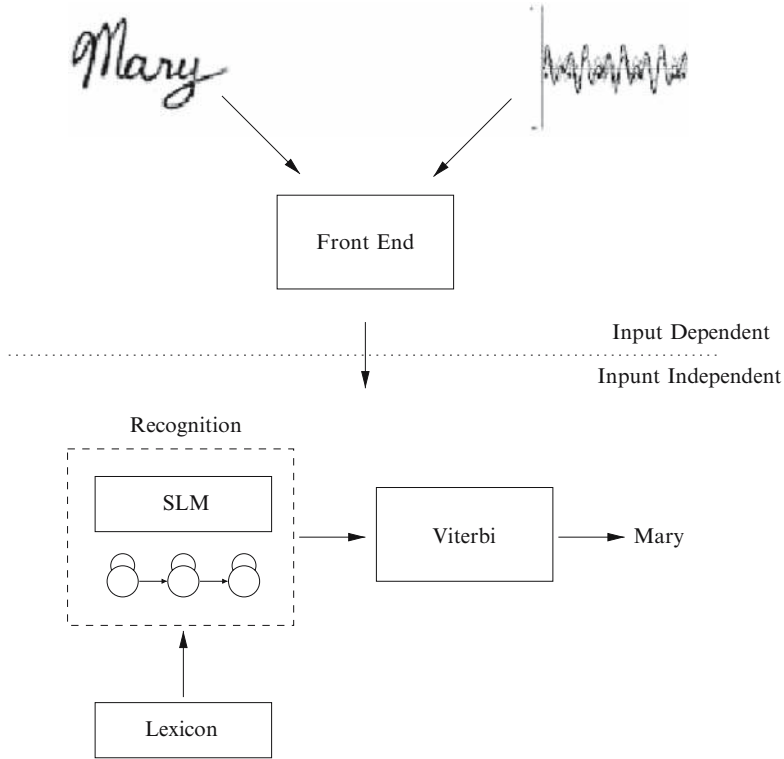 Mary
Front End
Input Dependent
Inpunt Independent
Recognition
SLM
Viterbi
Mary
Lexicon